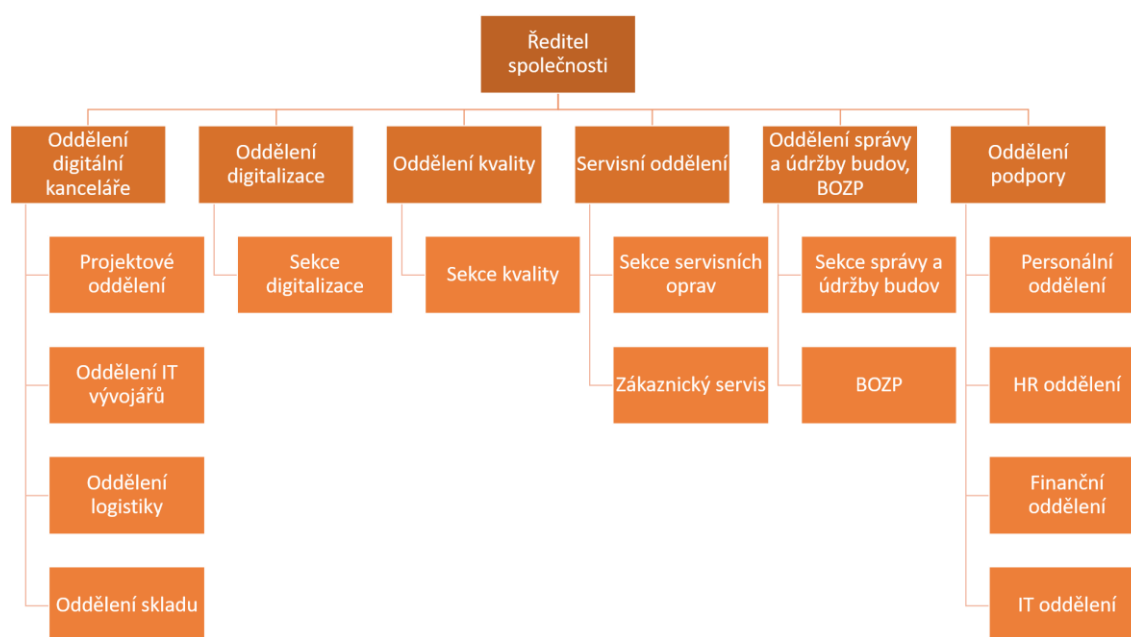 Ředitel
společnosti
Oddělení
digitální
kanceláře
Oddělení
digitalizace
Oddělení kvality
Servisní oddělení
Oddělení správy
a údržby budov,
BOZP
Oddělení
podpory
Projektové
oddělení
Sekce
digitalizace
Sekce kvality
Sekce servisních
oprav
Sekce správy a
údržby budov
Personální
oddělení
Oddělení IT
vývojářů
Zákaznický servis
BOZP
HR oddělení
Oddělení
logistiky
Finanční
oddělení
Oddělení skladu
IT oddělení